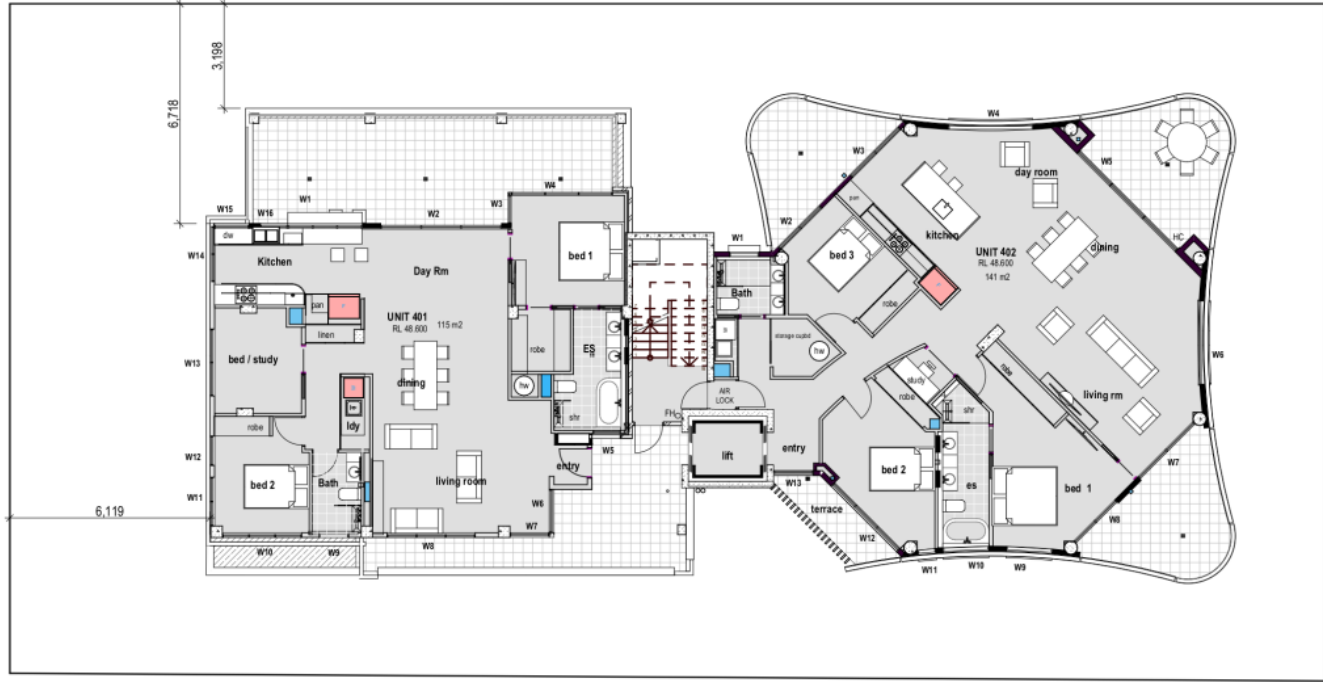 3,198
6,718
W4
W15
W16
W1
W2
W3
W4
W3
W5
dw
Kitchen
W14
Day Rm
bed 1
W2
pan
day room
kitchen
dining
HC
UNIT 402
RL 48.600
141 m2
W1
bed 3
Bath
robe
pan
linen
UNIT 401
RL 48.600 115 m2
robe
ES
storage cupbd
hw
bed / study
W13
dining
hw
shr
AIR
LOCK
FH
study
robe
robe
shr
living rm
W6
robe
ldy
W12
bed 2
Bath
living room
entry
W5
lift
entry
W13
bed 2
es
bed 1
W7
W11
W6
W7
terrace
W8
6,119
W10
W9
W8
W12
W11
W10
W9